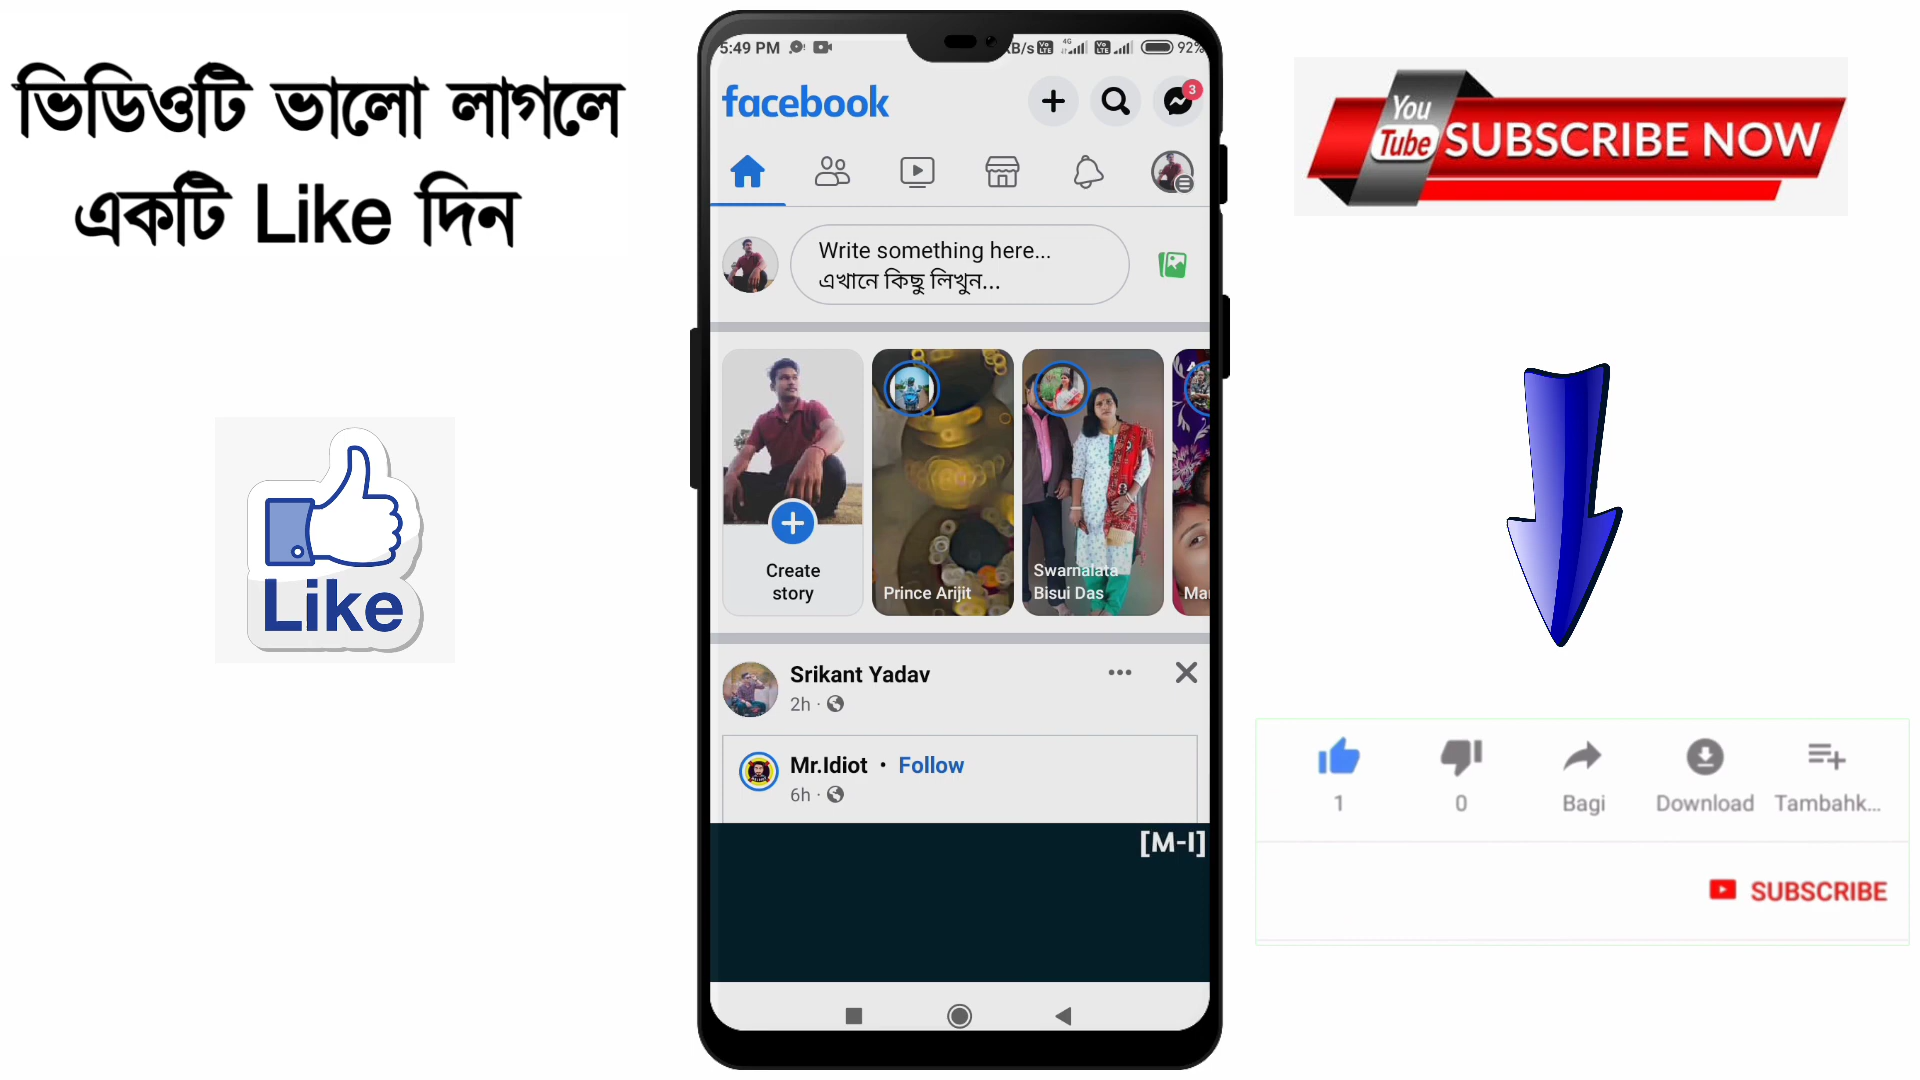 ভিডিওটি ভালো লাগলে
একটি Like দিন
Like
5:49 PM
B/s
4G
92%
facebook
3
Write something here...
এখানে কিছু লিখুন...
Create
story
Prince Arijit
Swarnalata
Bisui Das
Srikant Yadav
2h ·
Mr.Idiot • Follow
6h ·
[M-I]
You
Tube SUBSCRIBE NOW
1
0
Bagi
Download
Tambahk...
SUBSCRIBE